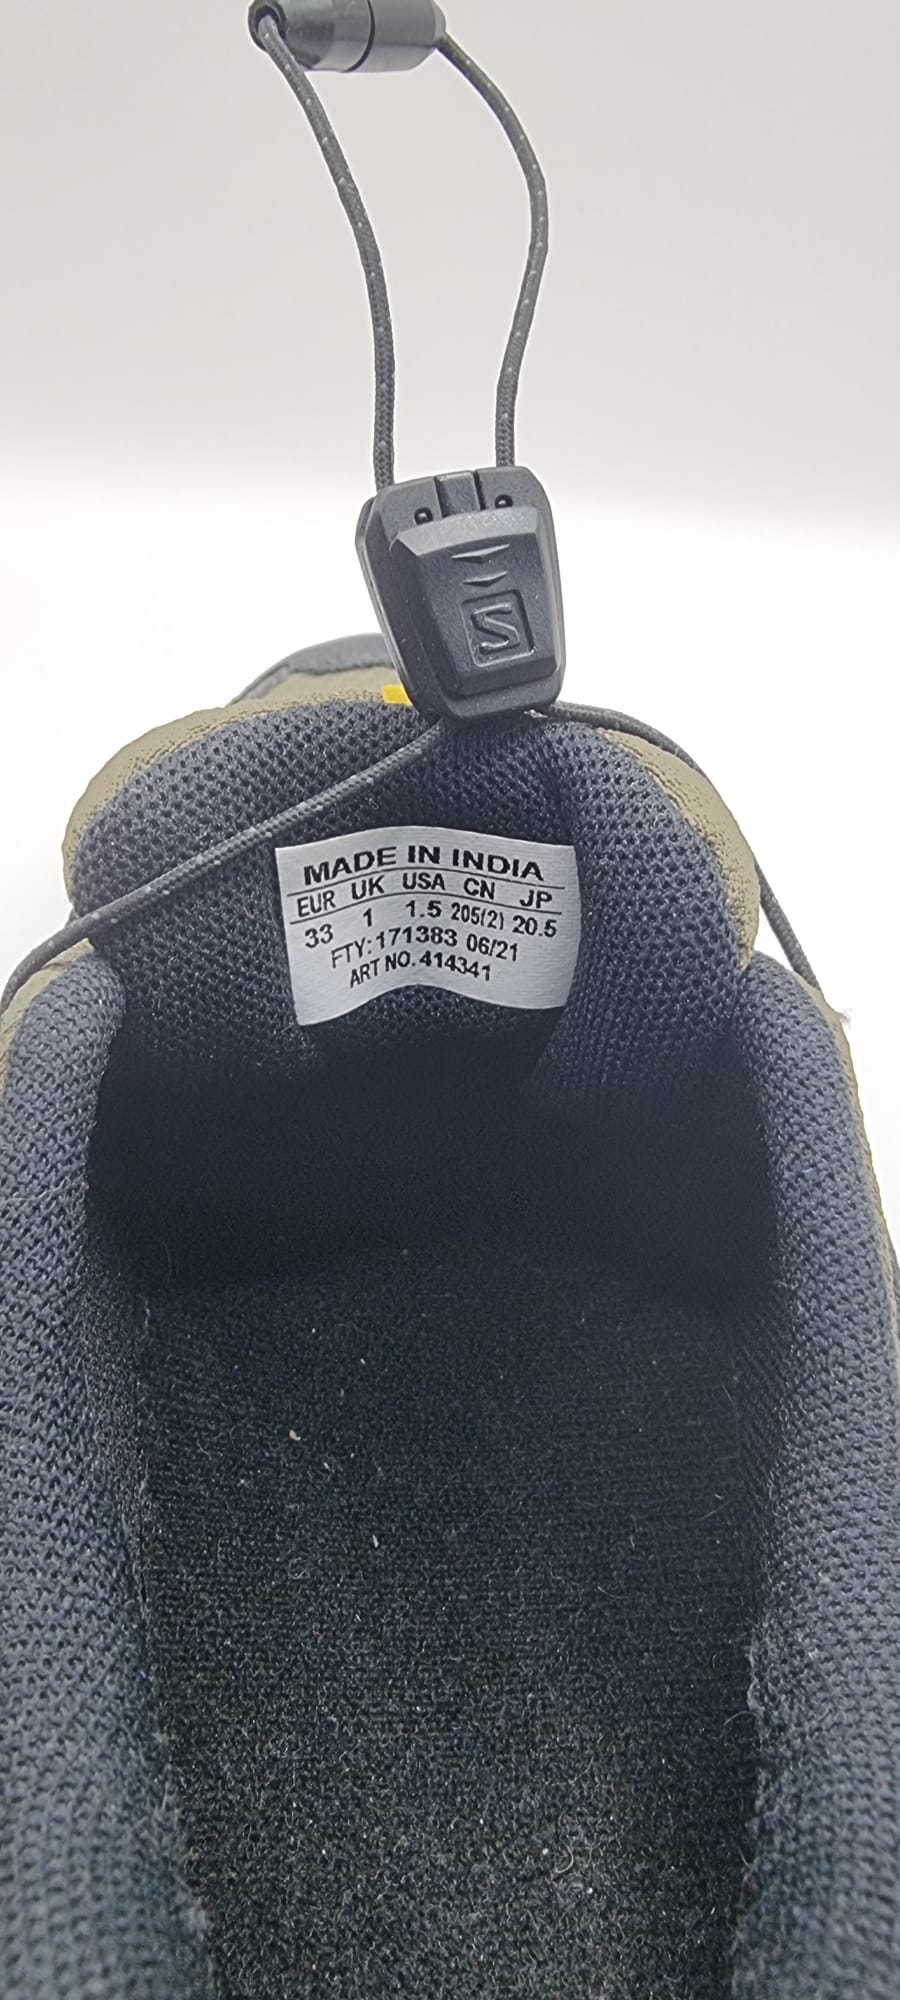 S
MADE IN INDIA
EUR UK USA CN JP
33 1 1.5 205(2) 20.5
FTY: 171383 06/21
ART NO. 414341